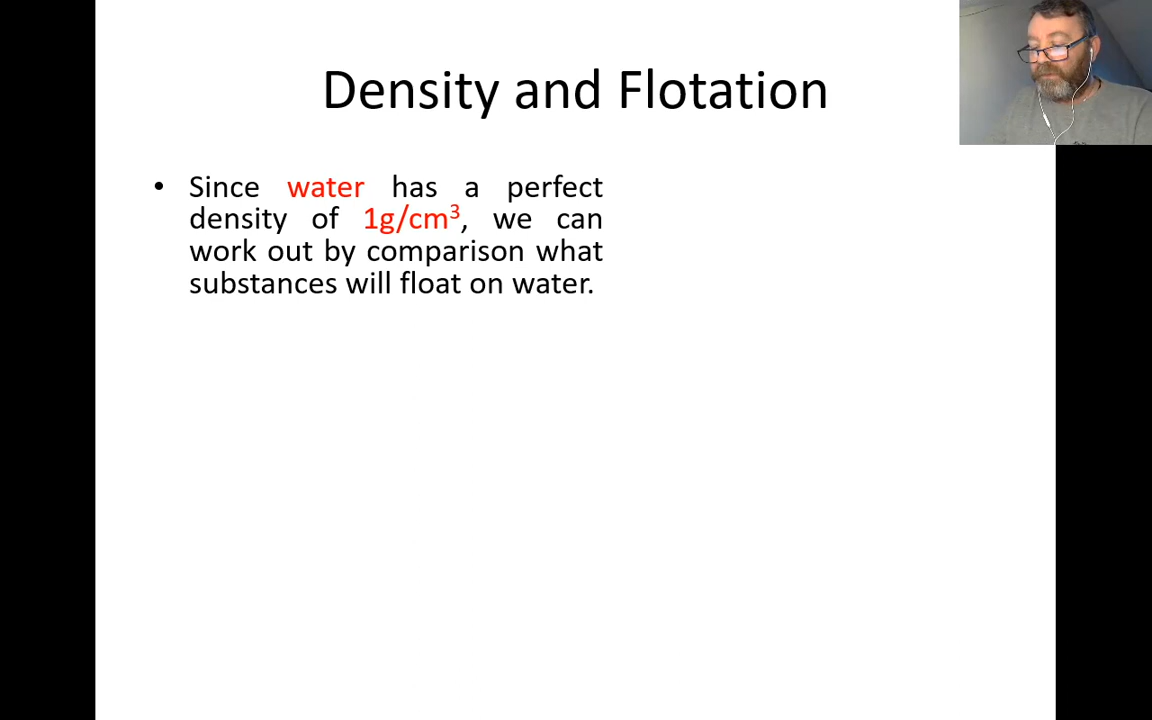 Density and Flotation
• Since water has a perfect
density of 1g/cm³, we can
work out by comparison what
substances will float on water.